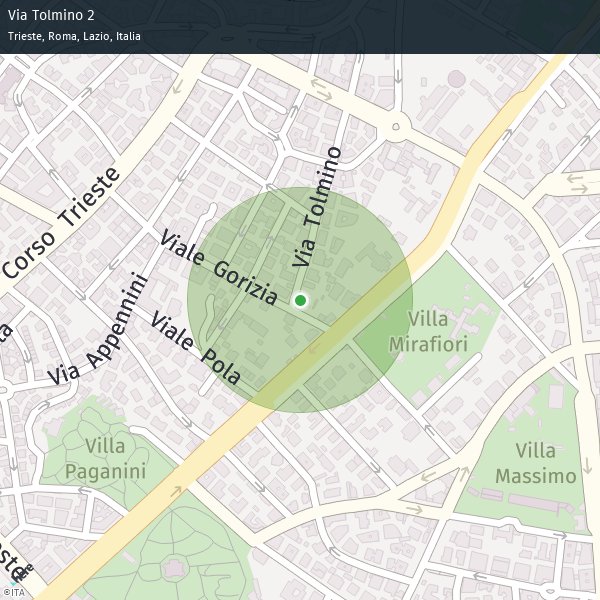 Via Tolmino 2
Trieste, Roma, Lazio, Italia
Via Tolmino
Corso Trieste
Viale Gorizia
Via Appennini
Viale Pola
Villa
Mirafiori
Villa
Paganini
Villa
Massimo
©ITA